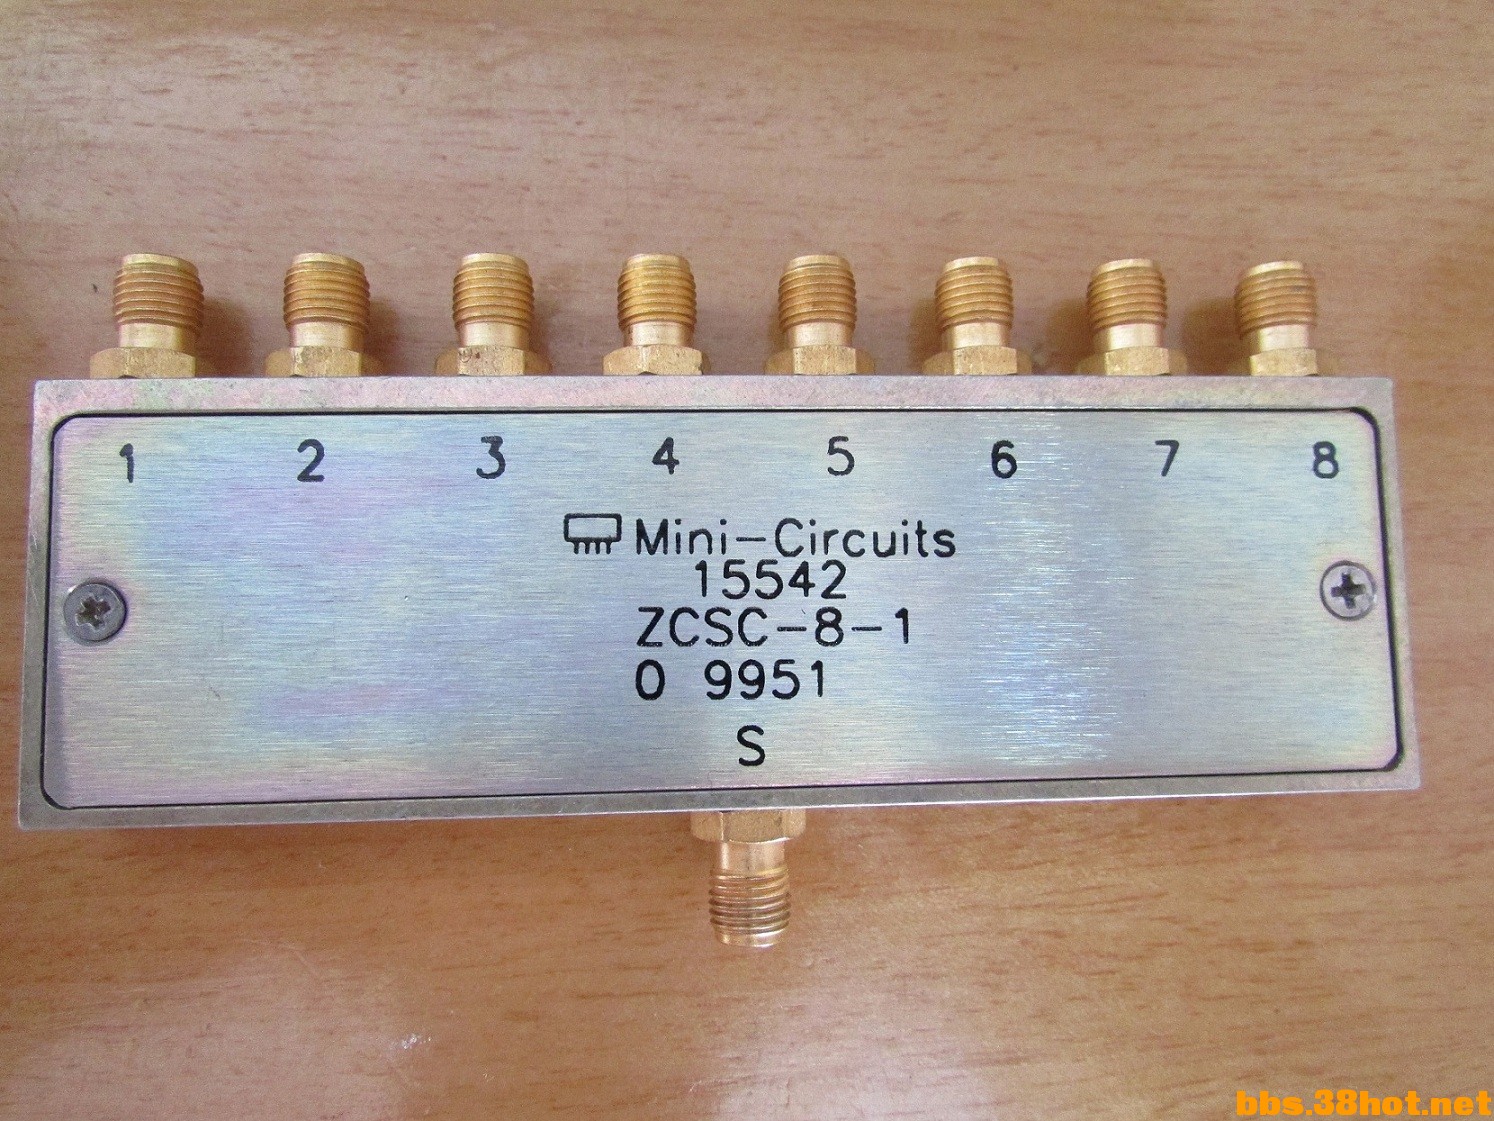 1 2 3 4 5 6 7 8
Mini-Circuits
15542
ZCSC-8-1
0 9951
S
bbs.38hot.net